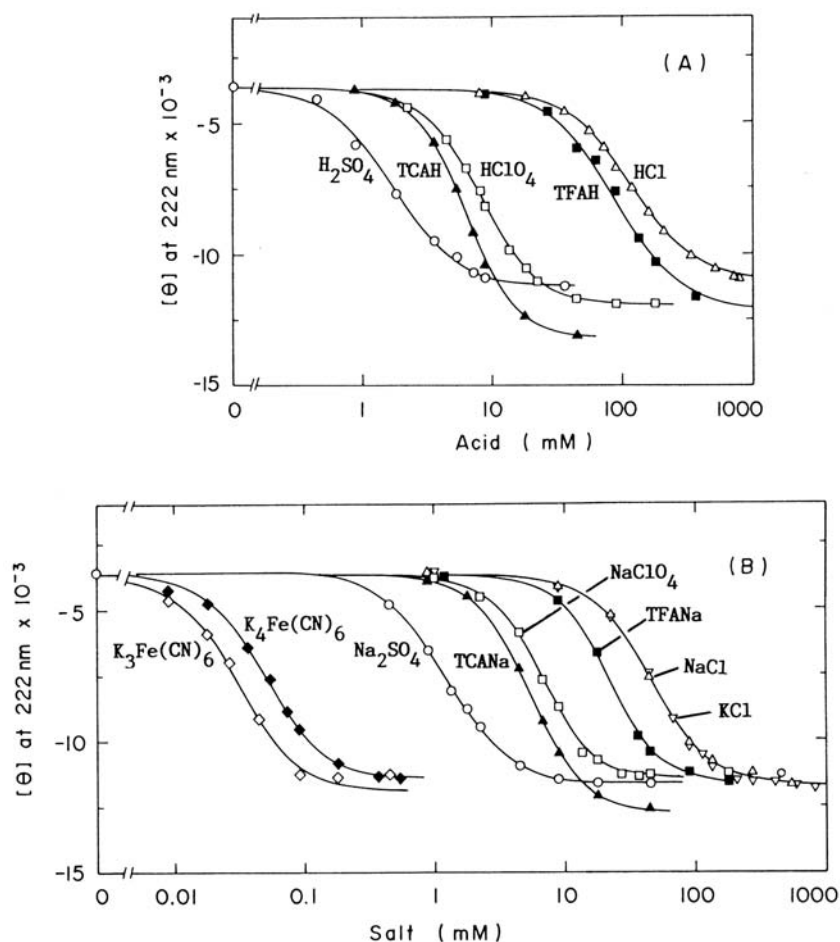 (A)
[θ] at 222 nm x 10⁻³
-5
-10
-15
H₂SO₄
TCAH
HClO₄
TFAH
HCl
0 1 10 100 1000
Acid ( mM )
(B)
[θ] at 222 nm x 10⁻³
-5
-10
-15
K₃Fe(CN)₆
K₄Fe(CN)₆
Na₂SO₄
TCANa
NaClO₄
TFANa
NaCl
KCl
0 0.01 0.1 1 10 100 1000
Salt ( mM )